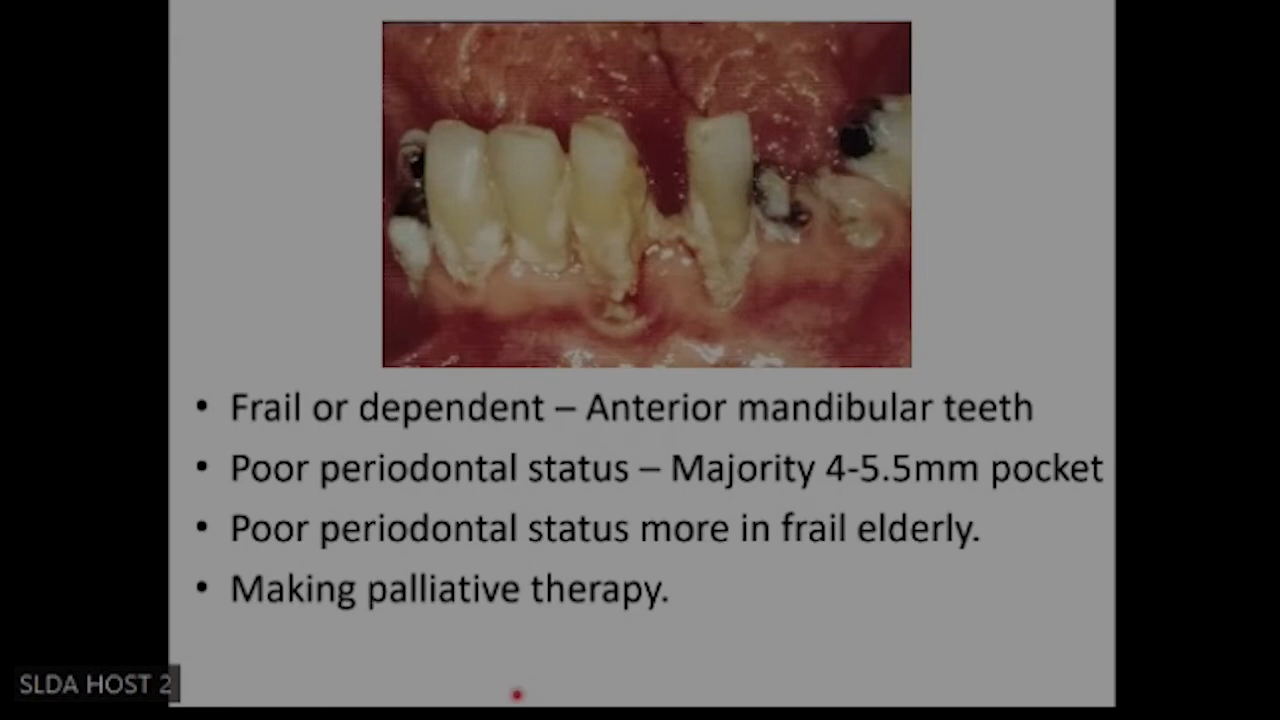 • Frail or dependent – Anterior mandibular teeth
• Poor periodontal status – Majority 4-5.5mm pocket
• Poor periodontal status more in frail elderly.
• Making palliative therapy.
SLDA HOST 2